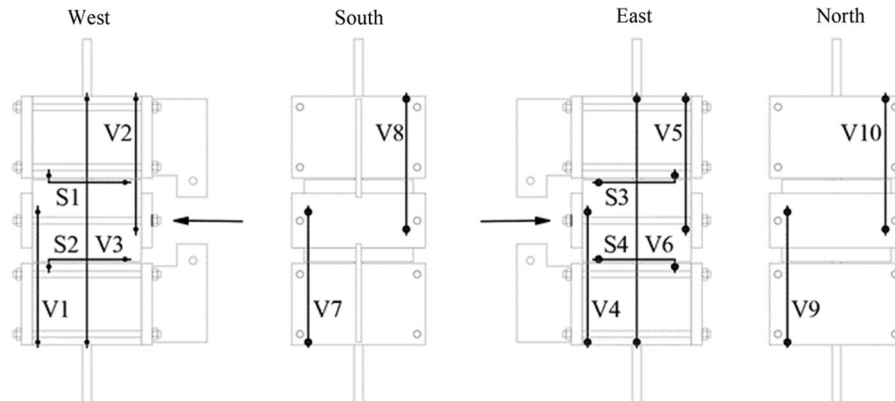 West South East North
V2 V8 V5 V10
S1 S3
S2 V3 S4 V6
V1 V7 V4 V9